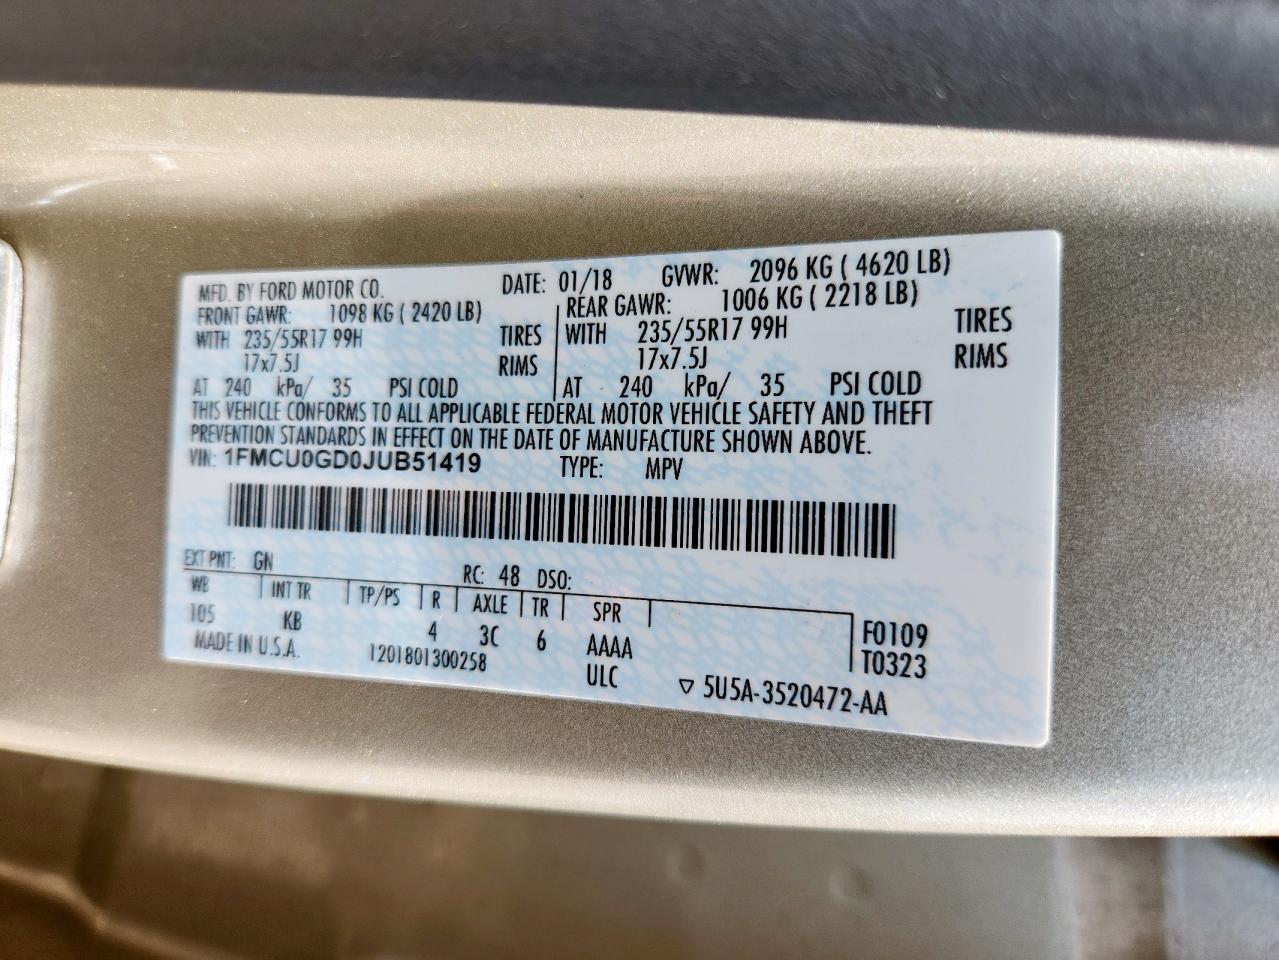 MFD. BY FORD MOTOR CO. DATE: 01/18 GVWR: 2096 KG ( 4620 LB)
FRONT GAWR: 1098 KG ( 2420 LB) REAR GAWR: 1006 KG ( 2218 LB)
WITH 235/55R17 99H TIRES WITH 235/55R17 99H TIRES
17x7.5J RIMS 17x7.5J RIMS
AT 240 kPa/ 35 PSI COLD AT 240 kPa/ 35 PSI COLD
THIS VEHICLE CONFORMS TO ALL APPLICABLE FEDERAL MOTOR VEHICLE SAFETY AND THEFT
PREVENTION STANDARDS IN EFFECT ON THE DATE OF MANUFACTURE SHOWN ABOVE.
VIN: 1FMCU0GD0JUB51419 TYPE: MPV
EXT PNT: GN RC: 48 DSO:
WB INT TR TP/PS R AXLE TR SPR
105 KB 4 3C 6 AAAA F0109
MADE IN U.S.A. 1201801300258 ULC T0323
▽ 5U5A-3520472-AA